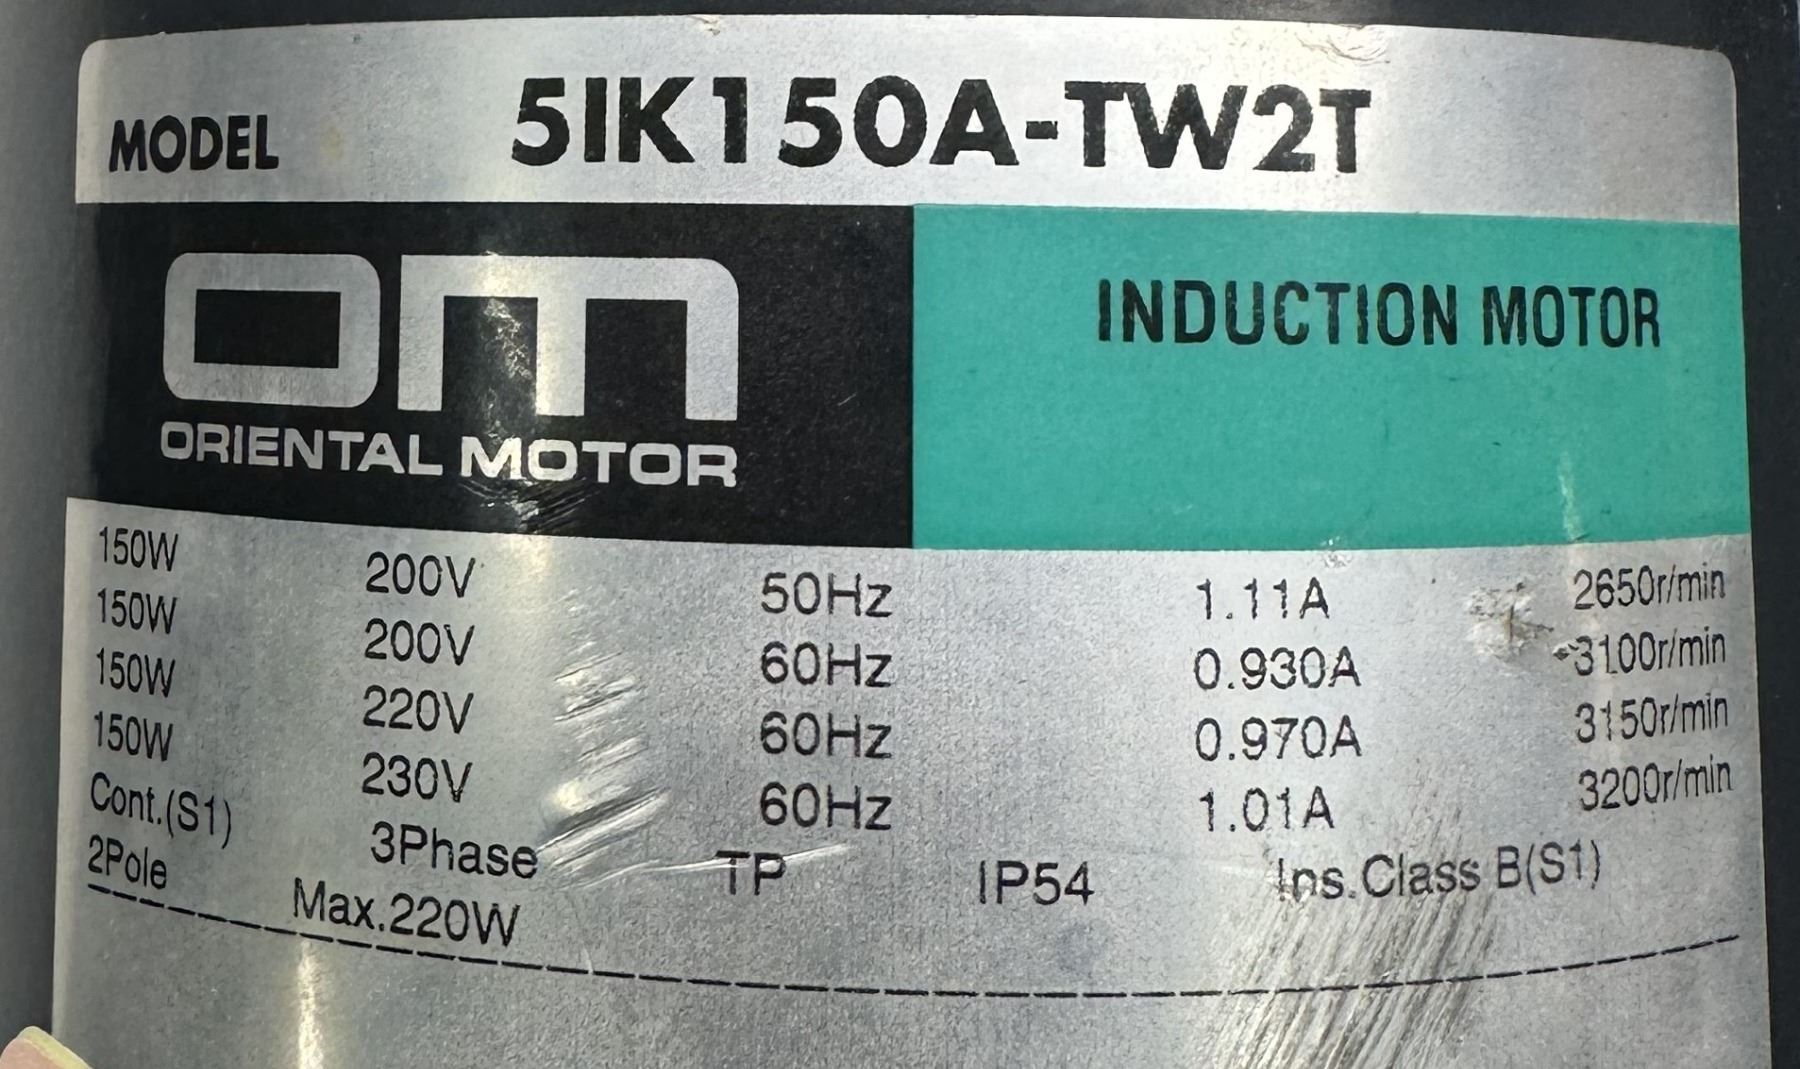 MODEL 5IK150A-TW2T
om
ORIENTAL MOTOR
INDUCTION MOTOR
150W 200V 50Hz 1.11A 2650r/min
150W 200V 60Hz 0.930A 3100r/min
150W 220V 60Hz 0.970A 3150r/min
150W 230V 60Hz 1.01A 3200r/min
Cont.(S1) 3Phase TP IP54 Ins.Class B(S1)
2Pole Max.220W